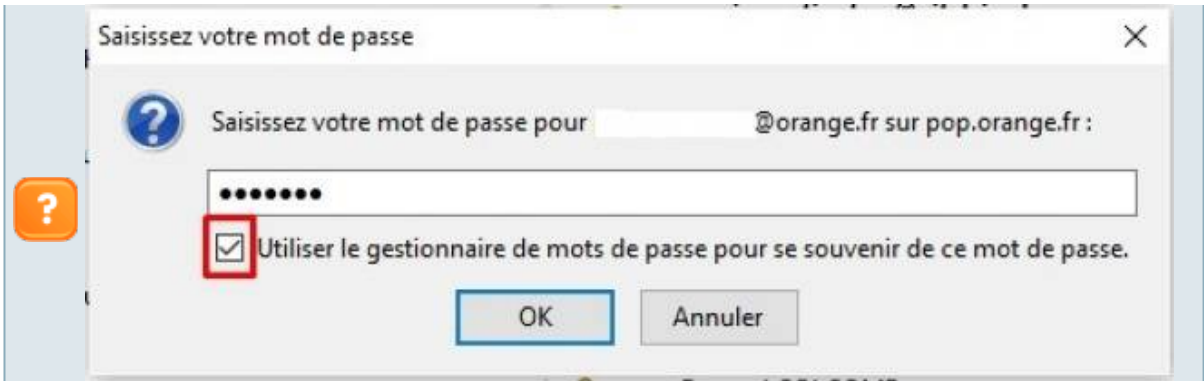 Saisissez votre mot de passe
Saisissez votre mot de passe pour @orange.fr sur pop.orange.fr :
•••••••
Utiliser le gestionnaire de mots de passe pour se souvenir de ce mot de passe.
OK
Annuler